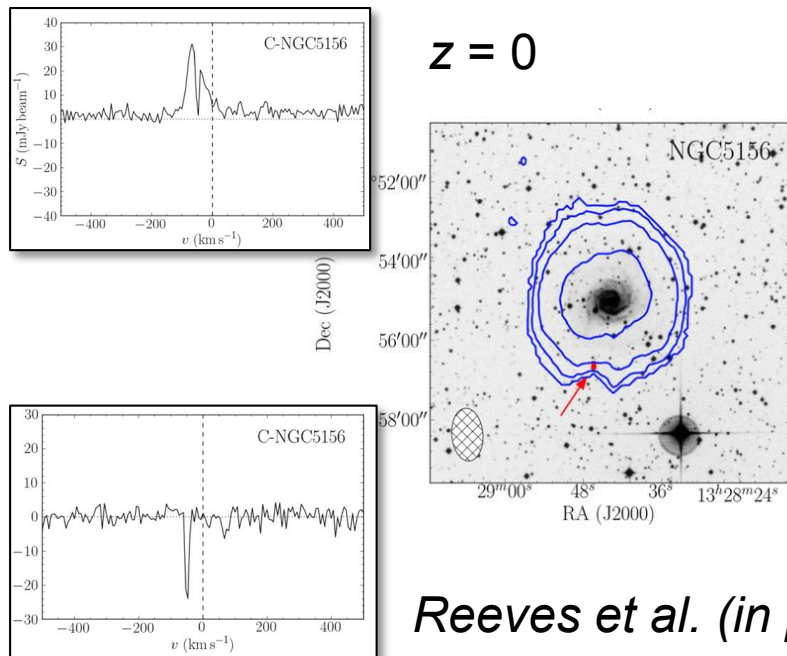 C-NGC5156
40
30
20
10
0
−10
−20
−30
−40
S (mJy beam⁻¹)
−400 −200 0 200 400
v (km s⁻¹)
z = 0
NGC5156
°52′00″
54′00″
56′00″
58′00″
Dec (J2000)
29ᵐ00ˢ 48ˢ 36ˢ 13ʰ28ᵐ24ˢ
RA (J2000)
C-NGC5156
30
20
10
0
−10
−20
−30
−400 −200 0 200 400
v (km s⁻¹)
Reeves et al. (in